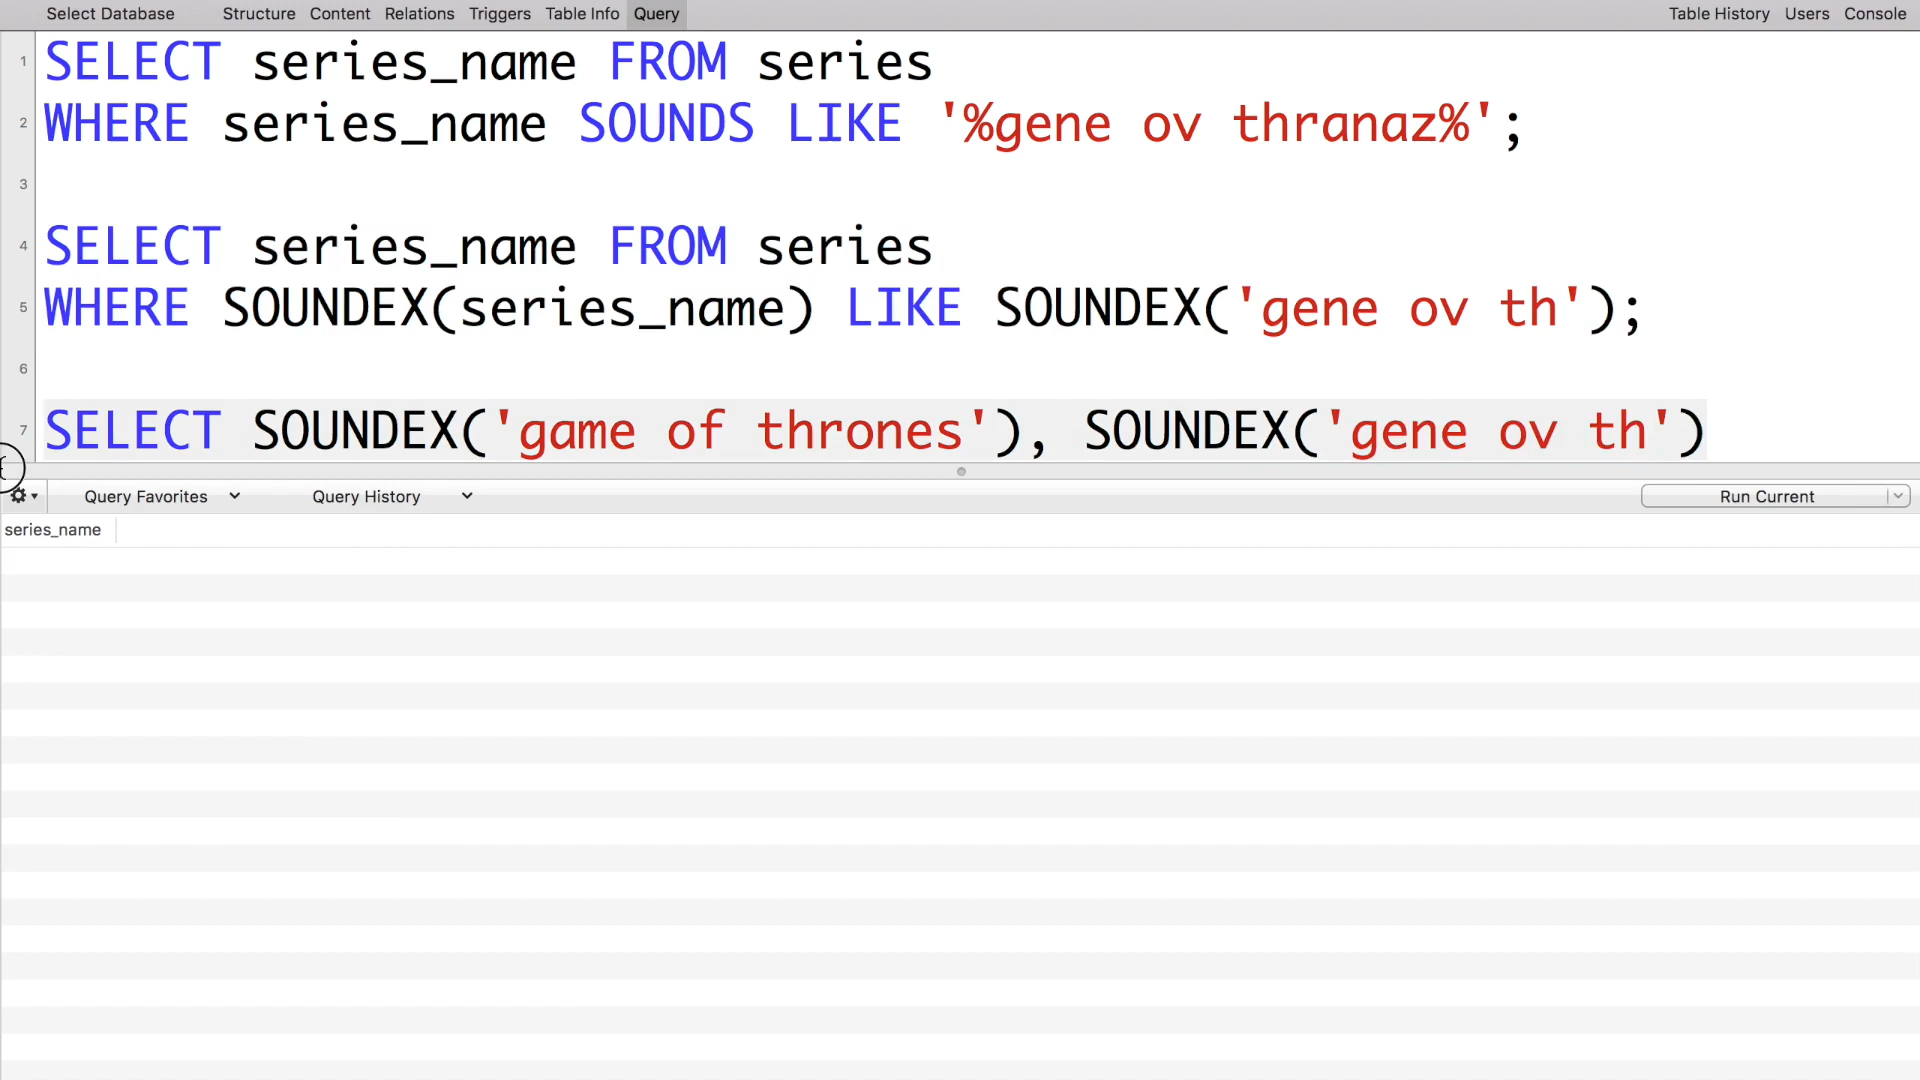 Select Database Structure Content Relations Triggers Table Info Query Table History Users Console
1 SELECT series_name FROM series
2 WHERE series_name SOUNDS LIKE '%gene ov thranaz%';
3
4 SELECT series_name FROM series
5 WHERE SOUNDEX(series_name) LIKE SOUNDEX('gene ov th');
6
7 SELECT SOUNDEX('game of thrones'), SOUNDEX('gene ov th')
Query Favorites Query History Run Current
series_name